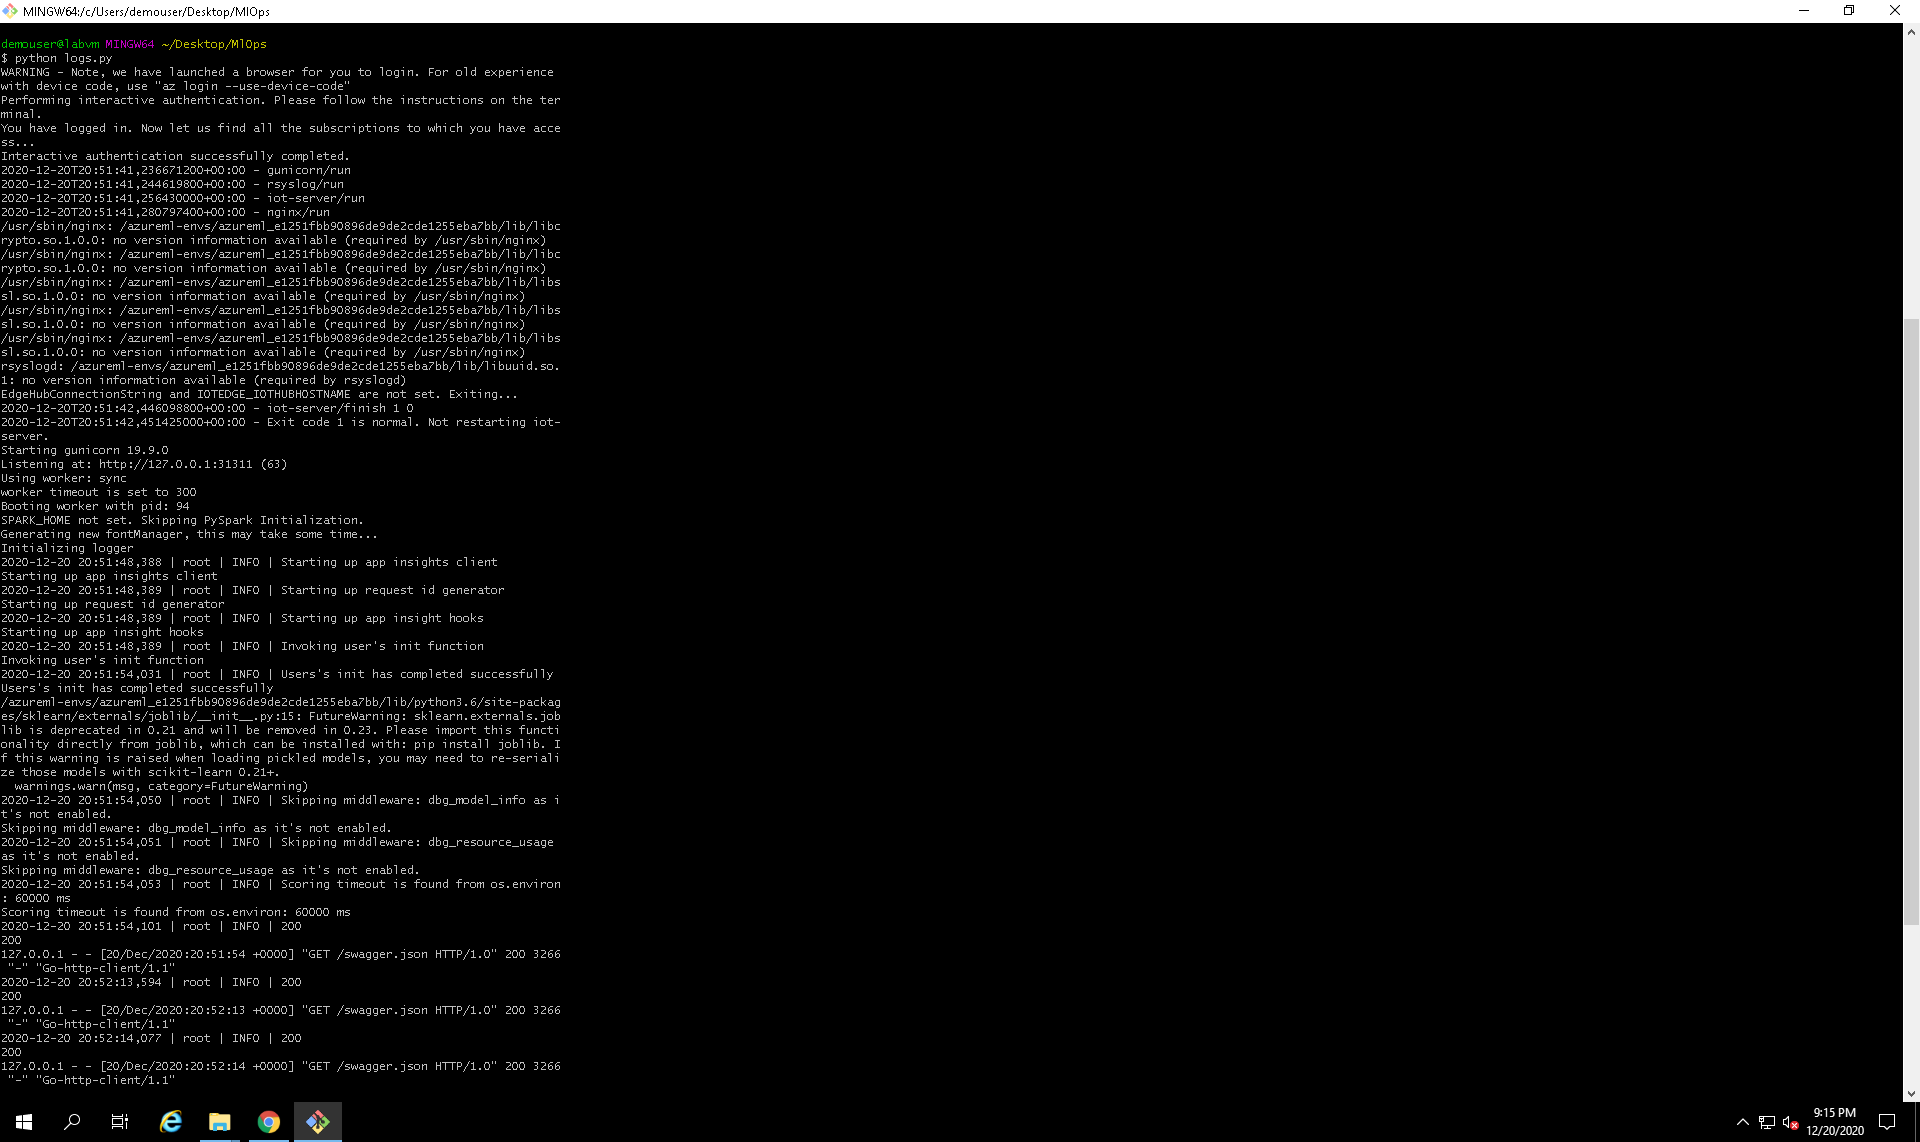 MINGW64:/c/Users/demouser/Desktop/MlOps
demouser@labvm MINGW64 ~/Desktop/MlOps
$ python logs.py
WARNING - Note, we have launched a browser for you to login. For old experience
with device code, use "az login --use-device-code"
Performing interactive authentication. Please follow the instructions on the ter
minal.
You have logged in. Now let us find all the subscriptions to which you have acce
ss...
Interactive authentication successfully completed.
2020-12-20T20:51:41,236671200+00:00 - gunicorn/run
2020-12-20T20:51:41,244619800+00:00 - rsyslog/run
2020-12-20T20:51:41,256430000+00:00 - iot-server/run
2020-12-20T20:51:41,280797400+00:00 - nginx/run
/usr/sbin/nginx: /azureml-envs/azureml_e1251fbb90896de9de2cde1255eba7bb/lib/libc
rypto.so.1.0.0: no version information available (required by /usr/sbin/nginx)
/usr/sbin/nginx: /azureml-envs/azureml_e1251fbb90896de9de2cde1255eba7bb/lib/libc
rypto.so.1.0.0: no version information available (required by /usr/sbin/nginx)
/usr/sbin/nginx: /azureml-envs/azureml_e1251fbb90896de9de2cde1255eba7bb/lib/libs
sl.so.1.0.0: no version information available (required by /usr/sbin/nginx)
/usr/sbin/nginx: /azureml-envs/azureml_e1251fbb90896de9de2cde1255eba7bb/lib/libs
sl.so.1.0.0: no version information available (required by /usr/sbin/nginx)
/usr/sbin/nginx: /azureml-envs/azureml_e1251fbb90896de9de2cde1255eba7bb/lib/libs
sl.so.1.0.0: no version information available (required by /usr/sbin/nginx)
rsyslogd: /azureml-envs/azureml_e1251fbb90896de9de2cde1255eba7bb/lib/libuuid.so.
1: no version information available (required by rsyslogd)
EdgeHubConnectionString and IOTEDGE_IOTHUBHOSTNAME are not set. Exiting...
2020-12-20T20:51:42,446098800+00:00 - iot-server/finish 1 0
2020-12-20T20:51:42,451425000+00:00 - Exit code 1 is normal. Not restarting iot-
server.
Starting gunicorn 19.9.0
Listening at: http://127.0.0.1:31311 (63)
Using worker: sync
worker timeout is set to 300
Booting worker with pid: 94
SPARK_HOME not set. Skipping PySpark Initialization.
Generating new fontManager, this may take some time...
Initializing logger
2020-12-20 20:51:48,388 | root | INFO | Starting up app insights client
Starting up app insights client
2020-12-20 20:51:48,389 | root | INFO | Starting up request id generator
Starting up request id generator
2020-12-20 20:51:48,389 | root | INFO | Starting up app insight hooks
Starting up app insight hooks
2020-12-20 20:51:48,389 | root | INFO | Invoking user's init function
Invoking user's init function
2020-12-20 20:51:54,031 | root | INFO | Users's init has completed successfully
Users's init has completed successfully
/azureml-envs/azureml_e1251fbb90896de9de2cde1255eba7bb/lib/python3.6/site-packag
es/sklearn/externals/joblib/__init__.py:15: FutureWarning: sklearn.externals.job
lib is deprecated in 0.21 and will be removed in 0.23. Please import this functi
onality directly from joblib, which can be installed with: pip install joblib. I
f this warning is raised when loading pickled models, you may need to re-seriali
ze those models with scikit-learn 0.21+.
warnings.warn(msg, category=FutureWarning)
2020-12-20 20:51:54,050 | root | INFO | Skipping middleware: dbg_model_info as i
t's not enabled.
Skipping middleware: dbg_model_info as it's not enabled.
2020-12-20 20:51:54,051 | root | INFO | Skipping middleware: dbg_resource_usage
as it's not enabled.
Skipping middleware: dbg_resource_usage as it's not enabled.
2020-12-20 20:51:54,053 | root | INFO | Scoring timeout is found from os.environ
: 60000 ms
Scoring timeout is found from os.environ: 60000 ms
2020-12-20 20:51:54,101 | root | INFO | 200
200
127.0.0.1 - - [20/Dec/2020:20:51:54 +0000] "GET /swagger.json HTTP/1.0" 200 3266
"-" "Go-http-client/1.1"
2020-12-20 20:52:13,594 | root | INFO | 200
200
127.0.0.1 - - [20/Dec/2020:20:52:13 +0000] "GET /swagger.json HTTP/1.0" 200 3266
"-" "Go-http-client/1.1"
2020-12-20 20:52:14,077 | root | INFO | 200
200
127.0.0.1 - - [20/Dec/2020:20:52:14 +0000] "GET /swagger.json HTTP/1.0" 200 3266
"-" "Go-http-client/1.1"
9:15 PM
12/20/2020